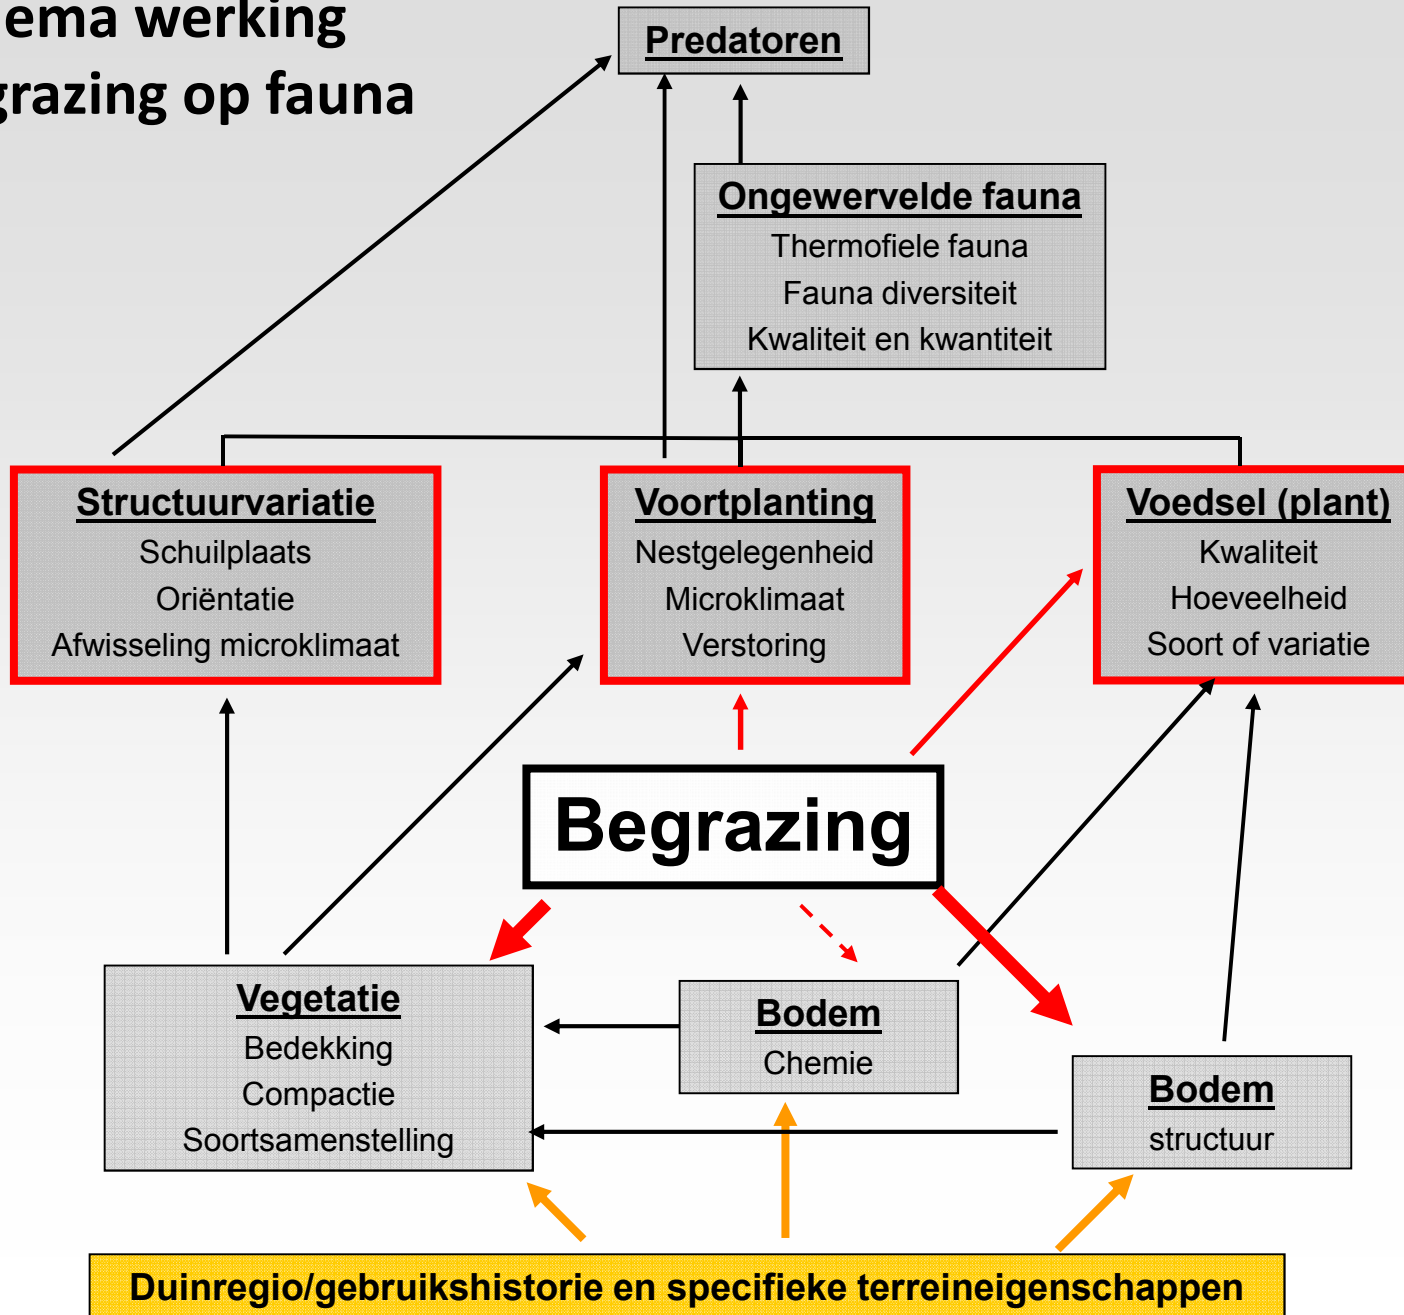 ema werking
grazing op fauna
Predatoren
Ongewervelde fauna
Thermofiele fauna
Fauna diversiteit
Kwaliteit en kwantiteit
Structuurvariatie
Schuilplaats
Oriëntatie
Afwisseling microklimaat
Voortplanting
Nestgelegenheid
Microklimaat
Verstoring
Voedsel (plant)
Kwaliteit
Hoeveelheid
Soort of variatie
Begrazing
Vegetatie
Bedekking
Compactie
Soortsamenstelling
Bodem
Chemie
Bodem
structuur
Duinregio/gebruikshistorie en specifieke terreineigenschappen